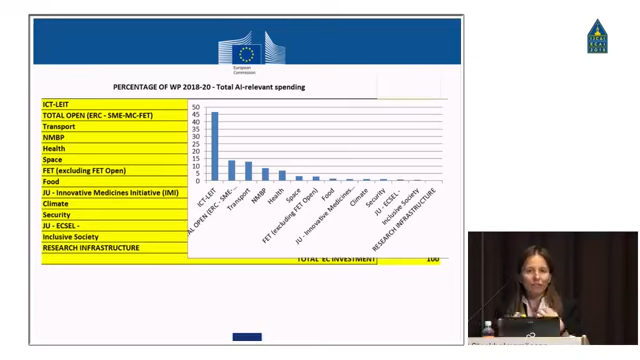 European
Commission
IJCAI
ECAI
2018
PERCENTAGE OF WP 2018-20 - Total AI-relevant spending
ICT-LEIT
TOTAL OPEN (ERC - SME-MC-FET)
Transport
NMBP
Health
Space
FET (excluding FET Open)
Food
JU - Innovative Medicines Initiative (IMI)
Climate
Security
JU - ECSEL -
Inclusive Society
RESEARCH INFRASTRUCTURE
50
45
40
35
30
25
20
15
10
5
0
ICT-LEIT
AL OPEN (ERC - SME-...
Transport
NMBP
Health
Space
FET (excluding FET Open)
Food
JU - Innovative Medicines...
Climate
Security
JU - ECSEL -
Inclusive Society
RESEARCH INFRASTRUCTURE
TOTAL EC INVESTMENT 100